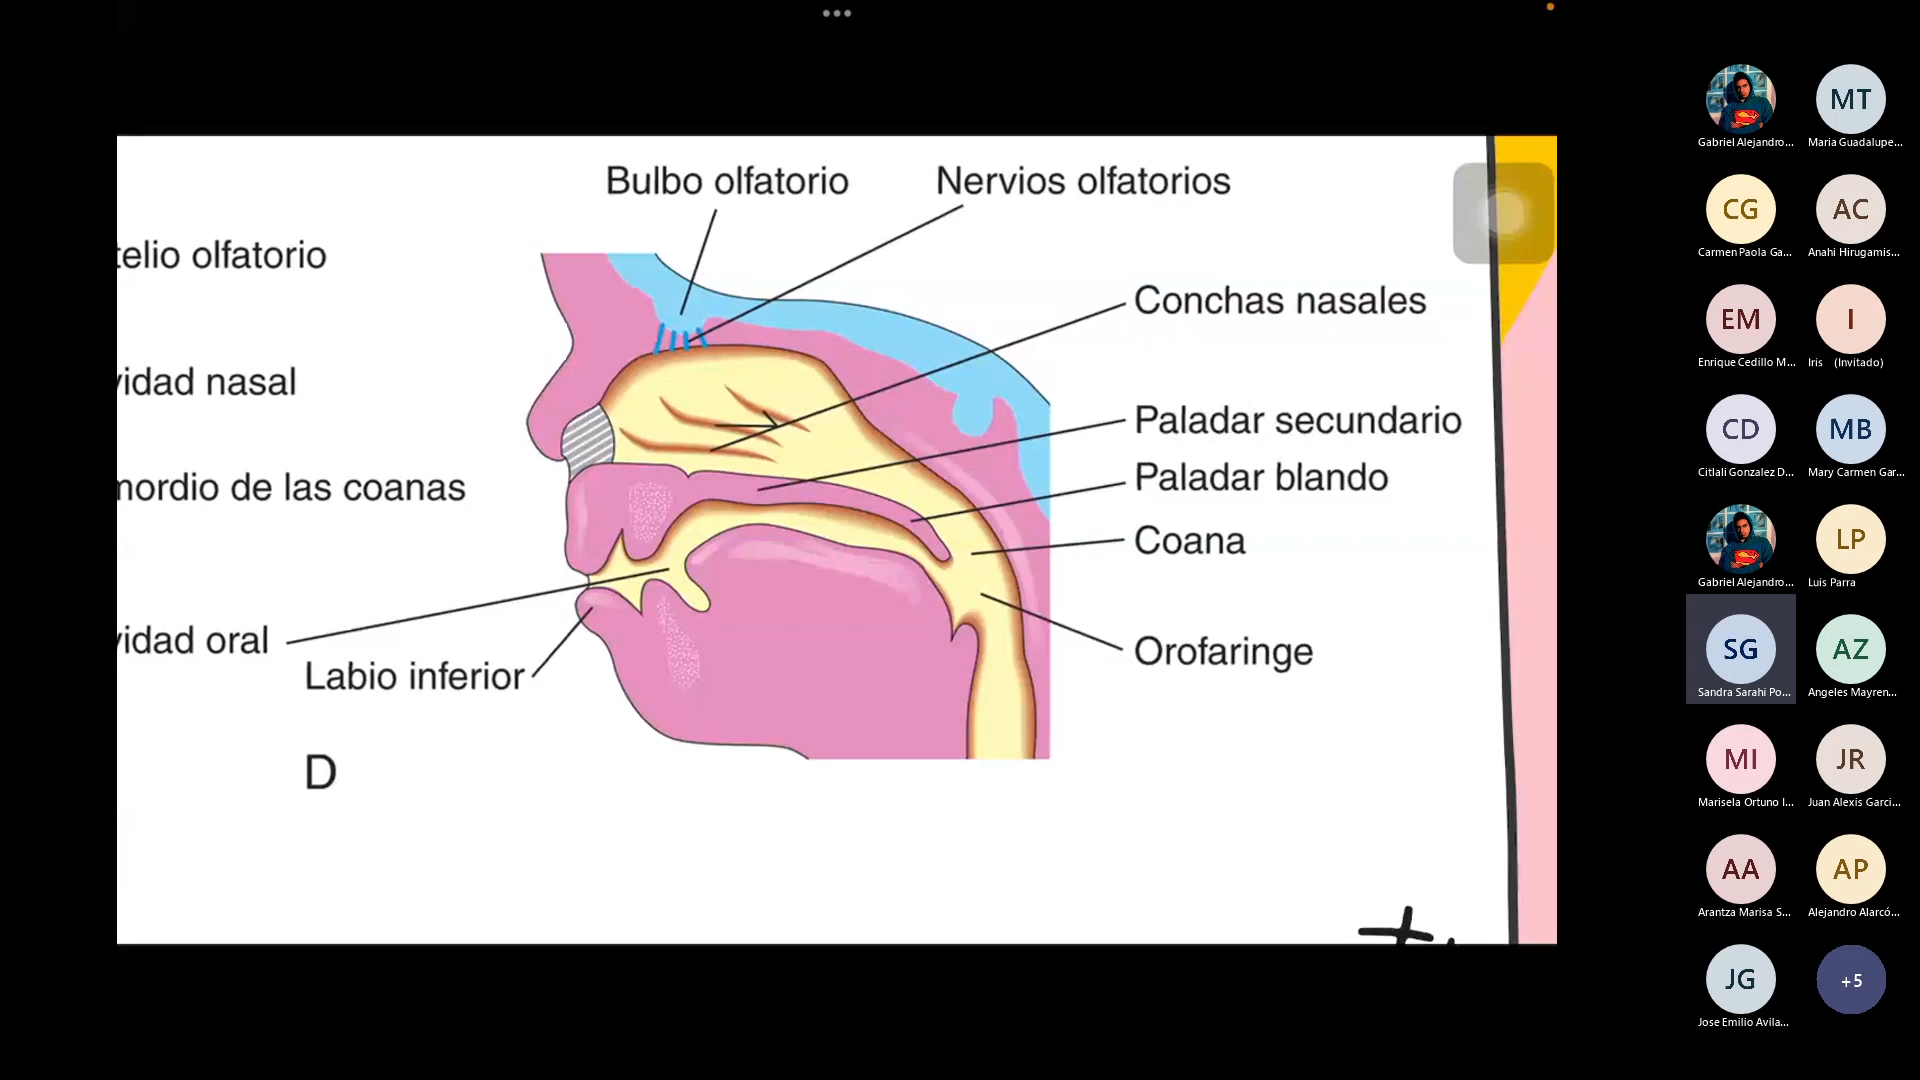 Bulbo olfatorio
Nervios olfatorios
telio olfatorio
Conchas nasales
vidad nasal
Paladar secundario
Paladar blando
mordio de las coanas
Coana
vidad oral
Labio inferior
Orofaringe
D
MT
Gabriel Alejandro...
Maria Guadalupe...
CG
AC
Carmen Paola Ga...
Anahi Hirugamis...
EM
I
Enrique Cedillo M...
Iris (Invitado)
CD
MB
Citlali Gonzalez D...
Mary Carmen Gar...
LP
Gabriel Alejandro...
Luis Parra
SG
AZ
Sandra Sarahi Po...
Angeles Mayren...
MI
JR
Marisela Ortuno I...
Juan Alexis Garci...
AA
AP
Arantza Marisa S...
Alejandro Alarcó...
JG
+5
Jose Emilio Avila...